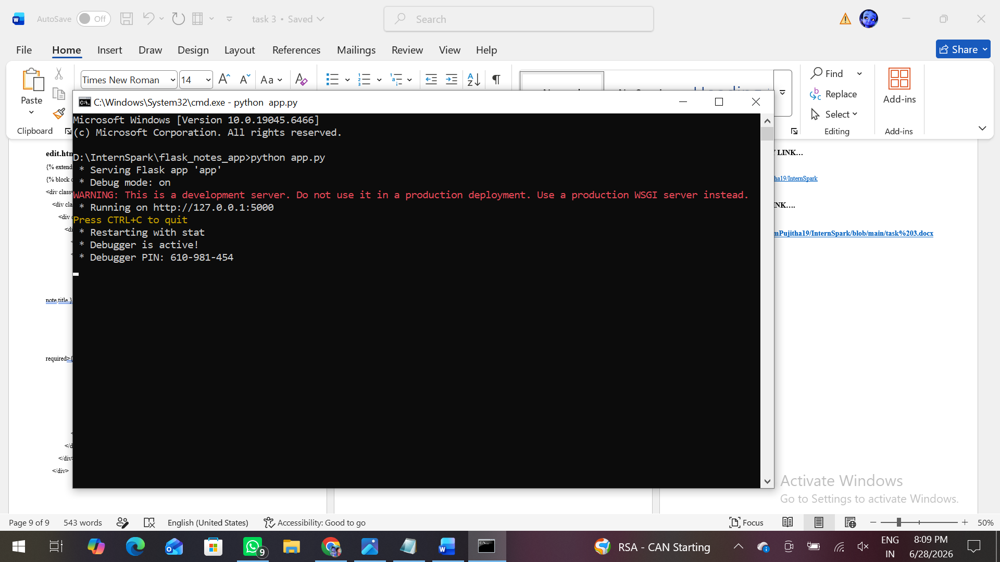 AutoSave Off task 3 • Saved Search
File Home Insert Draw Design Layout References Mailings Review View Help Share
Paste Times New Roman 14 Aa Find Replace Select Add-ins
Clipboard Editing Add-ins
C:\Windows\System32\cmd.exe - python  app.py
Microsoft Windows [Version 10.0.19045.6466]
(c) Microsoft Corporation. All rights reserved.
D:\InternSpark\flask_notes_app>python app.py
* Serving Flask app 'app'
* Debug mode: on
WARNING: This is a development server. Do not use it in a production deployment. Use a production WSGI server instead.
* Running on http://127.0.0.1:5000
Press CTRL+C to quit
* Restarting with stat
* Debugger is active!
* Debugger PIN: 610-981-454
{% extend
{% block
<div class=
<div cla
<div
<di
note.title }
required>{
</d
</div>
</div>
LINK…
ha19/InternSpark
INK….
mPujitha19/InternSpark/blob/main/task%203.docx
Activate Windows
Go to Settings to activate Windows.
Page 9 of 9 543 words English (United States) Accessibility: Good to go Focus 50%
9 RSA - CAN Starting ENG IN 8:09 PM 6/28/2026